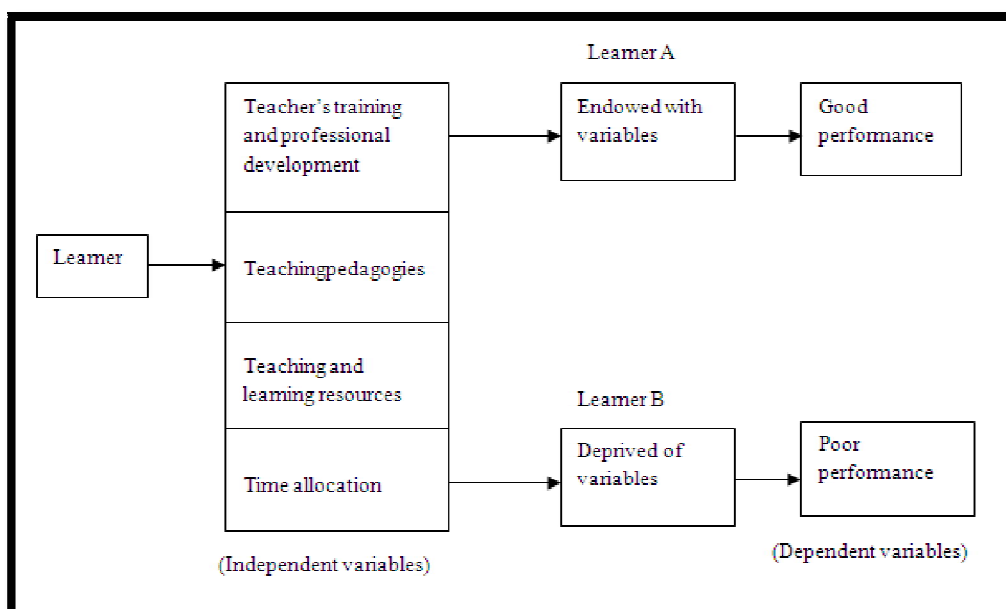 Learner
Teacher's training
and professional
development
Teachingpedagogies
Teaching and
learning resources
Time allocation
(Independent variables)
Learner A
Endowed with
variables
Good
performance
Learner B
Deprived of
variables
Poor
performance
(Dependent variables)